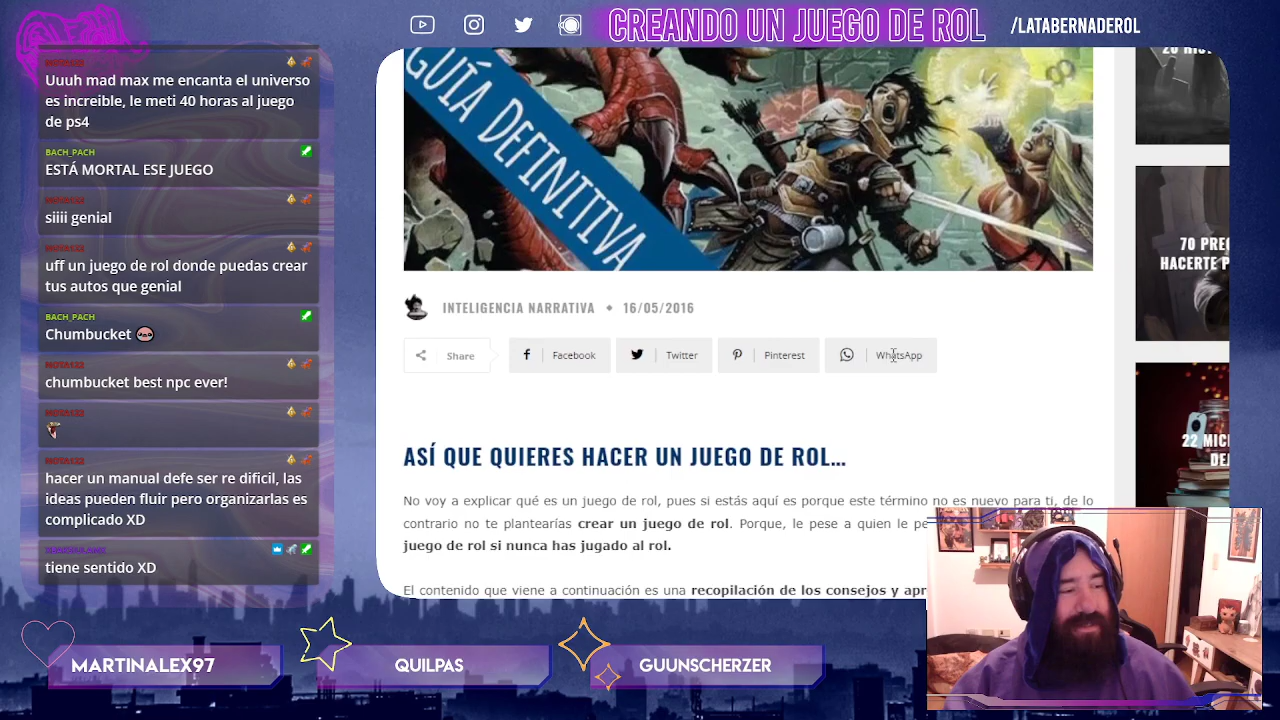 CREANDO UN JUEGO DE ROL
/LATABERNADEROL
Uuuh mad max me encanta el universo
es increible, le meti 40 horas al juego
de ps4
BACH_PACH
ESTÁ MORTAL ESE JUEGO
siiii genial
uff un juego de rol donde puedas crear
tus autos que genial
BACH_PACH
Chumbucket
chumbucket best npc ever!
hacer un manual defe ser re dificil, las
ideas pueden fluir pero organizarlas es
complicado XD
tiene sentido XD
GUÍA DEFINITIVA
INTELIGENCIA NARRATIVA • 16/05/2016
Share
Facebook
Twitter
Pinterest
WhatsApp
ASÍ QUE QUIERES HACER UN JUEGO DE ROL...
No voy a explicar qué es un juego de rol, pues si estás aquí es porque este término no es nuevo para ti, de lo
contrario no te plantearías crear un juego de rol. Porque, le pese a quien le pe
juego de rol si nunca has jugado al rol.
El contenido que viene a continuación es una recopilación de los consejos y apr
70 PRE
HACERTE P
22 MIC
DE
MARTINALEX97
QUILPAS
GUUNSCHERZER